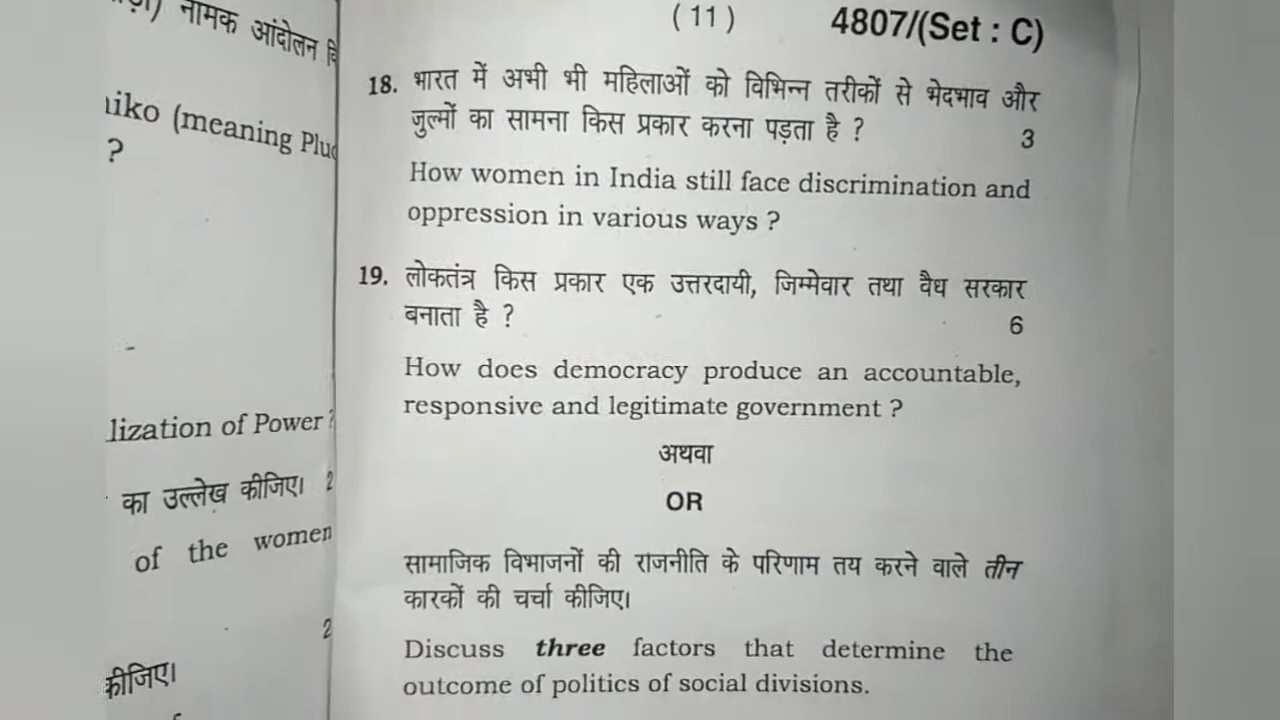 नामक आंदोलन
(meaning
?
lization of Power ?
का उल्लेख कीजिए। 2
of the women
2
कीजिए।
( 11 ) 4807/(Set : C)
18. भारत में अभी भी महिलाओं को विभिन्न तरीकों से भेदभाव और
जुल्मों का सामना किस प्रकार करना पड़ता है ? 3
How women in India still face discrimination and
oppression in various ways ?
19. लोकतंत्र किस प्रकार एक उत्तरदायी, जिम्मेवार तथा वैध सरकार
बनाता है ? 6
How does democracy produce an accountable,
responsive and legitimate government ?
अथवा
OR
सामाजिक विभाजनों की राजनीति के परिणाम तय करने वाले तीन
कारकों की चर्चा कीजिए।
Discuss three factors that determine the
outcome of politics of social divisions.